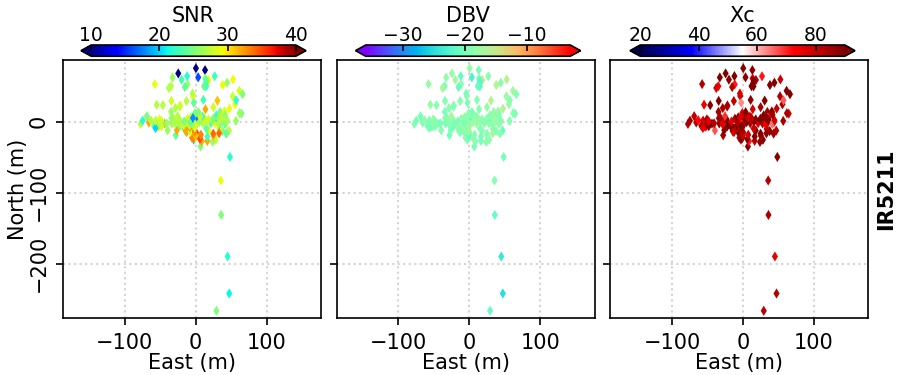 SNR DBV Xc
10 20 30 40 −30 −20 −10 20 40 60 80
North (m)
0
−100
−200
−100 0 100 −100 0 100 −100 0 100
East (m) East (m) East (m)
IR5211